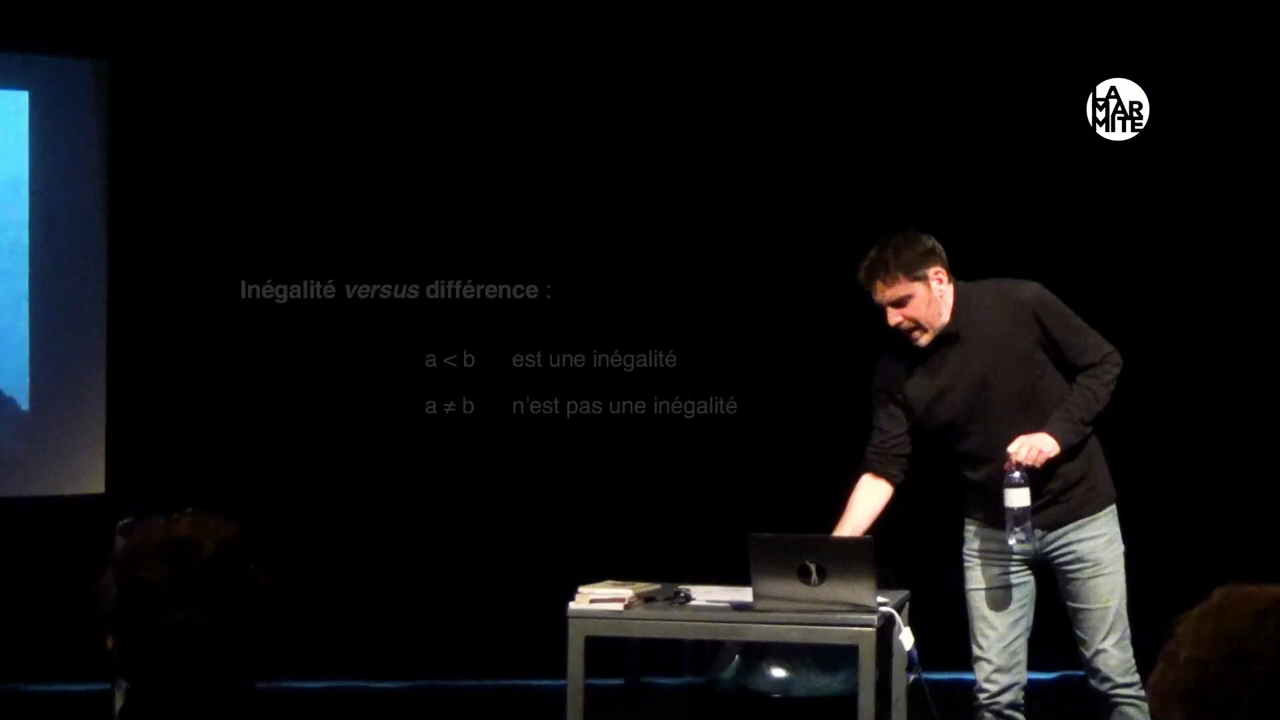 LA
MAR
MITE
Inégalité versus différence :
a < b est une inégalité
a ≠ b n'est pas une inégalité